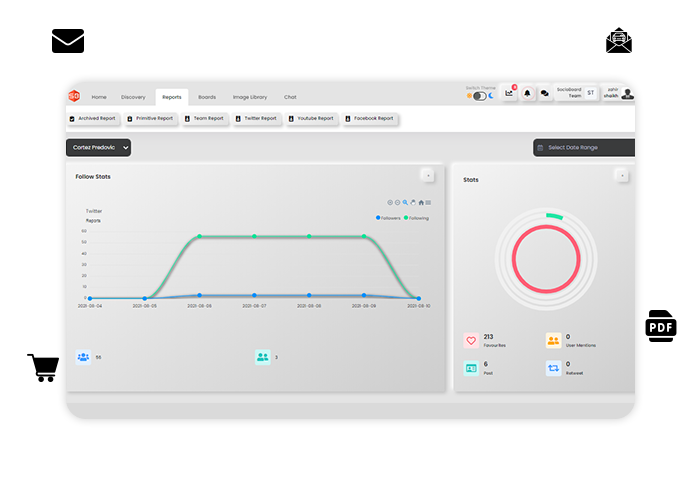 SD
Home Discovery Reports Boards Image Library Chat
Switch Theme
Socioboard
Team
ST
zahir
shaikh
Archived Report Primitive Report Team Report Twitter Report Youtube Report Facebook Report
Cortez Predovic
Select Date Range
Follow Stats
Twitter
Reports
Followers Following
60
50
40
30
20
10
0
2021-08-04 2021-08-05 2021-08-06 2021-08-07 2021-08-08 2021-08-09 2021-08-10
55
3
Stats
213
Favourites
0
User Mentions
6
Post
0
Retweet
PDF